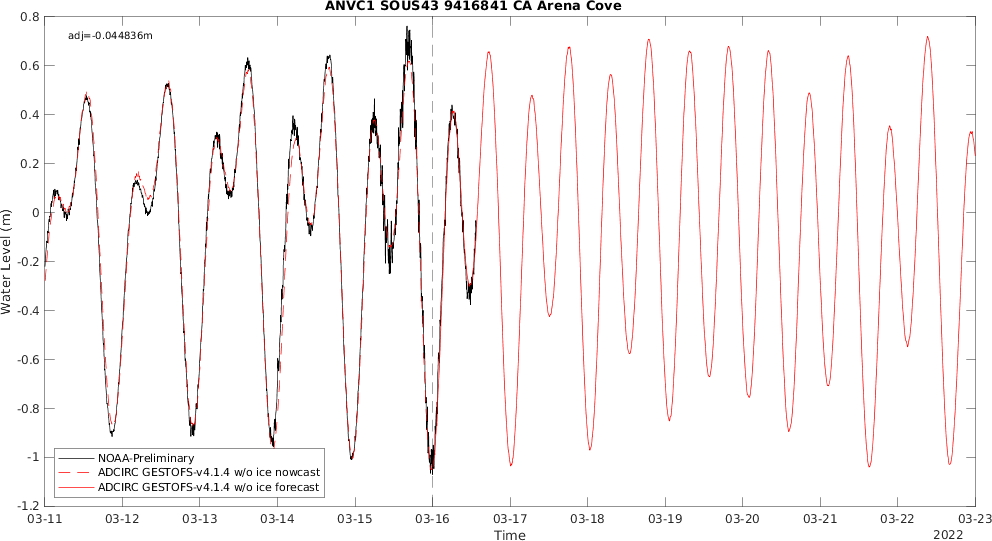 ANVC1 SOUS43 9416841 CA Arena Cove
adj=-0.044836m
Water Level (m)
0.8
0.6
0.4
0.2
0
-0.2
-0.4
-0.6
-0.8
-1
-1.2
NOAA-Preliminary
ADCIRC GESTOFS-v4.1.4 w/o ice nowcast
ADCIRC GESTOFS-v4.1.4 w/o ice forecast
03-11 03-12 03-13 03-14 03-15 03-16 03-17 03-18 03-19 03-20 03-21 03-22 03-23
Time
2022